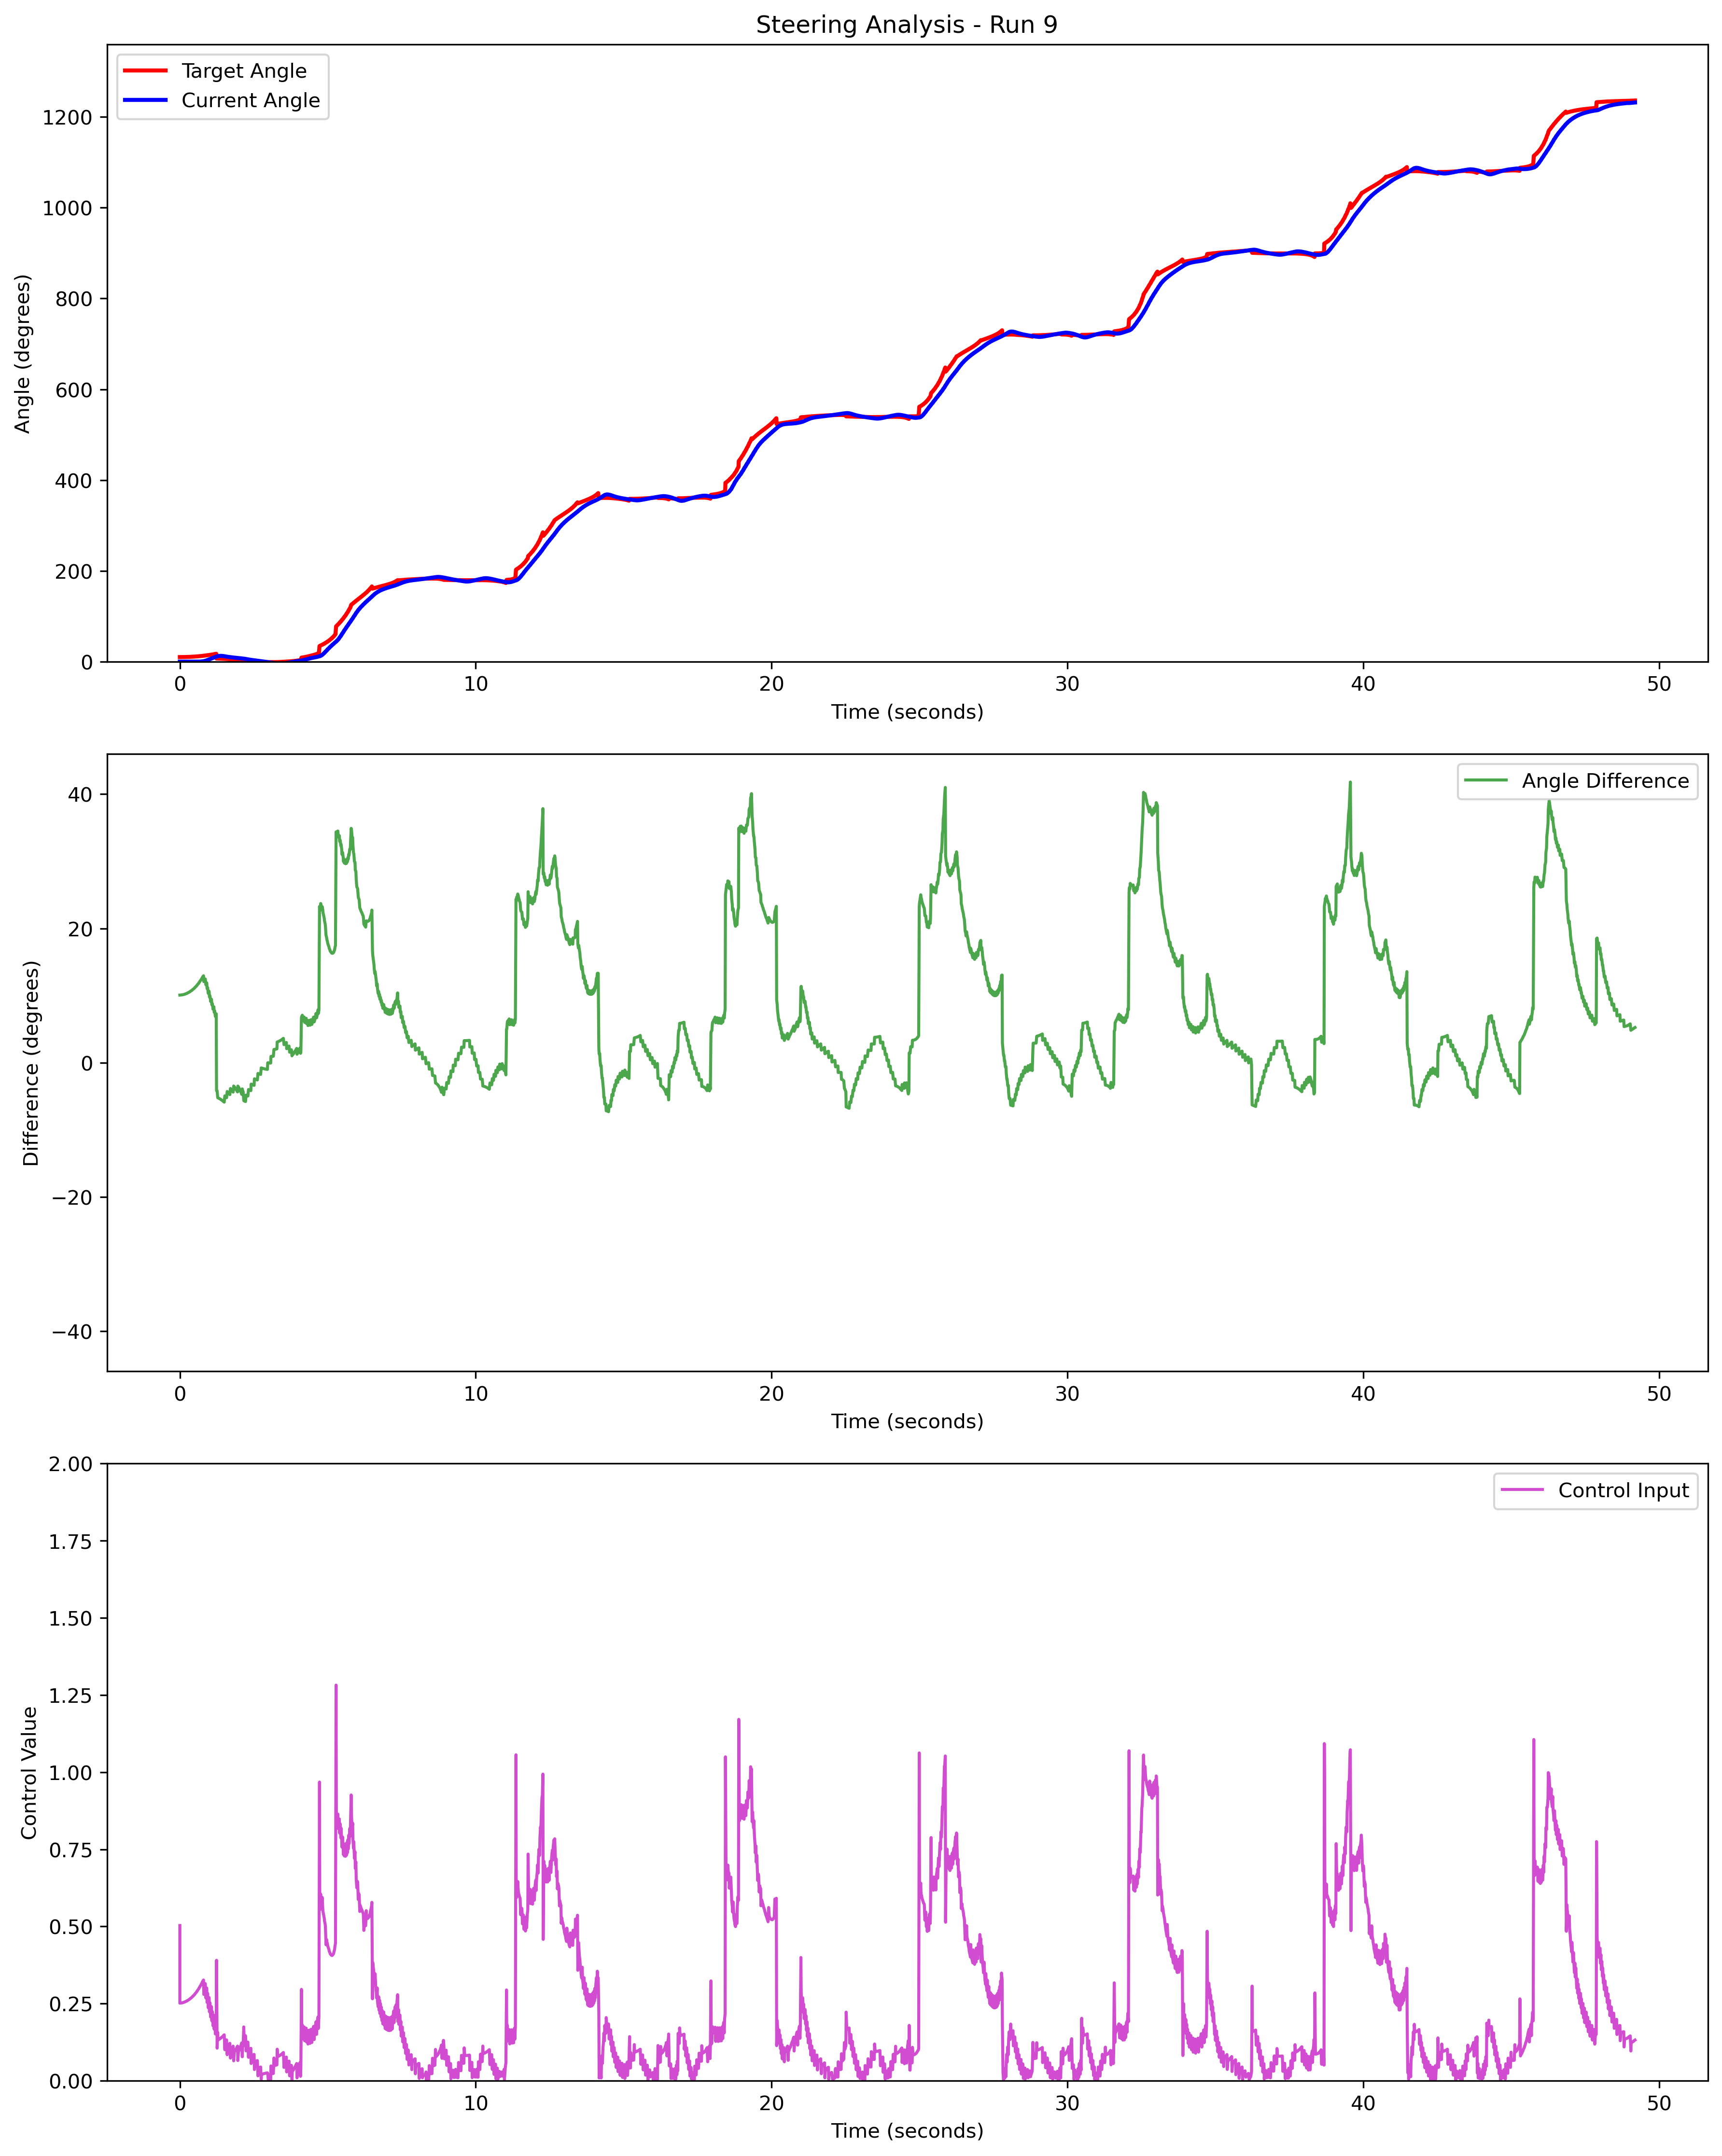 Steering Analysis - Run 9
Target Angle
Current Angle
Angle (degrees)
1200
1000
800
600
400
200
0
0 10 20 30 40 50
Time (seconds)
Angle Difference
Difference (degrees)
40
20
0
−20
−40
0 10 20 30 40 50
Time (seconds)
Control Input
Control Value
2.00
1.75
1.50
1.25
1.00
0.75
0.50
0.25
0.00
0 10 20 30 40 50
Time (seconds)